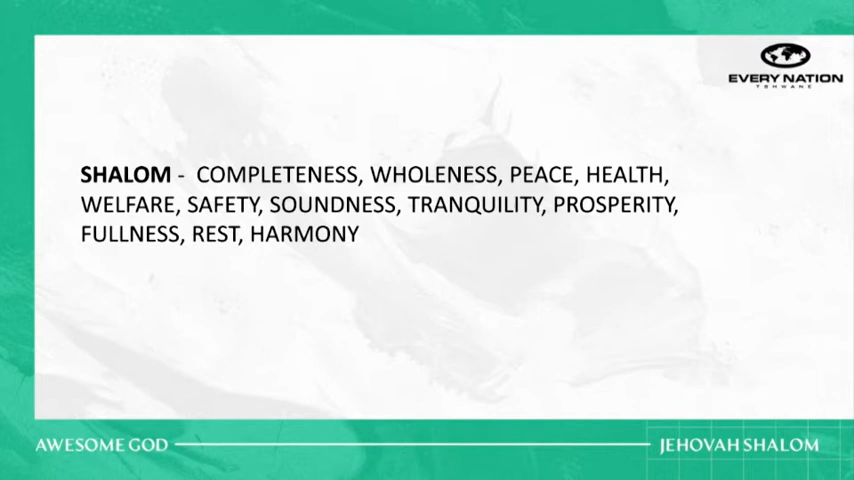 EVERY NATION
TSHWANE
SHALOM - COMPLETENESS, WHOLENESS, PEACE, HEALTH,
WELFARE, SAFETY, SOUNDNESS, TRANQUILITY, PROSPERITY,
FULLNESS, REST, HARMONY
AWESOME GOD
JEHOVAH SHALOM